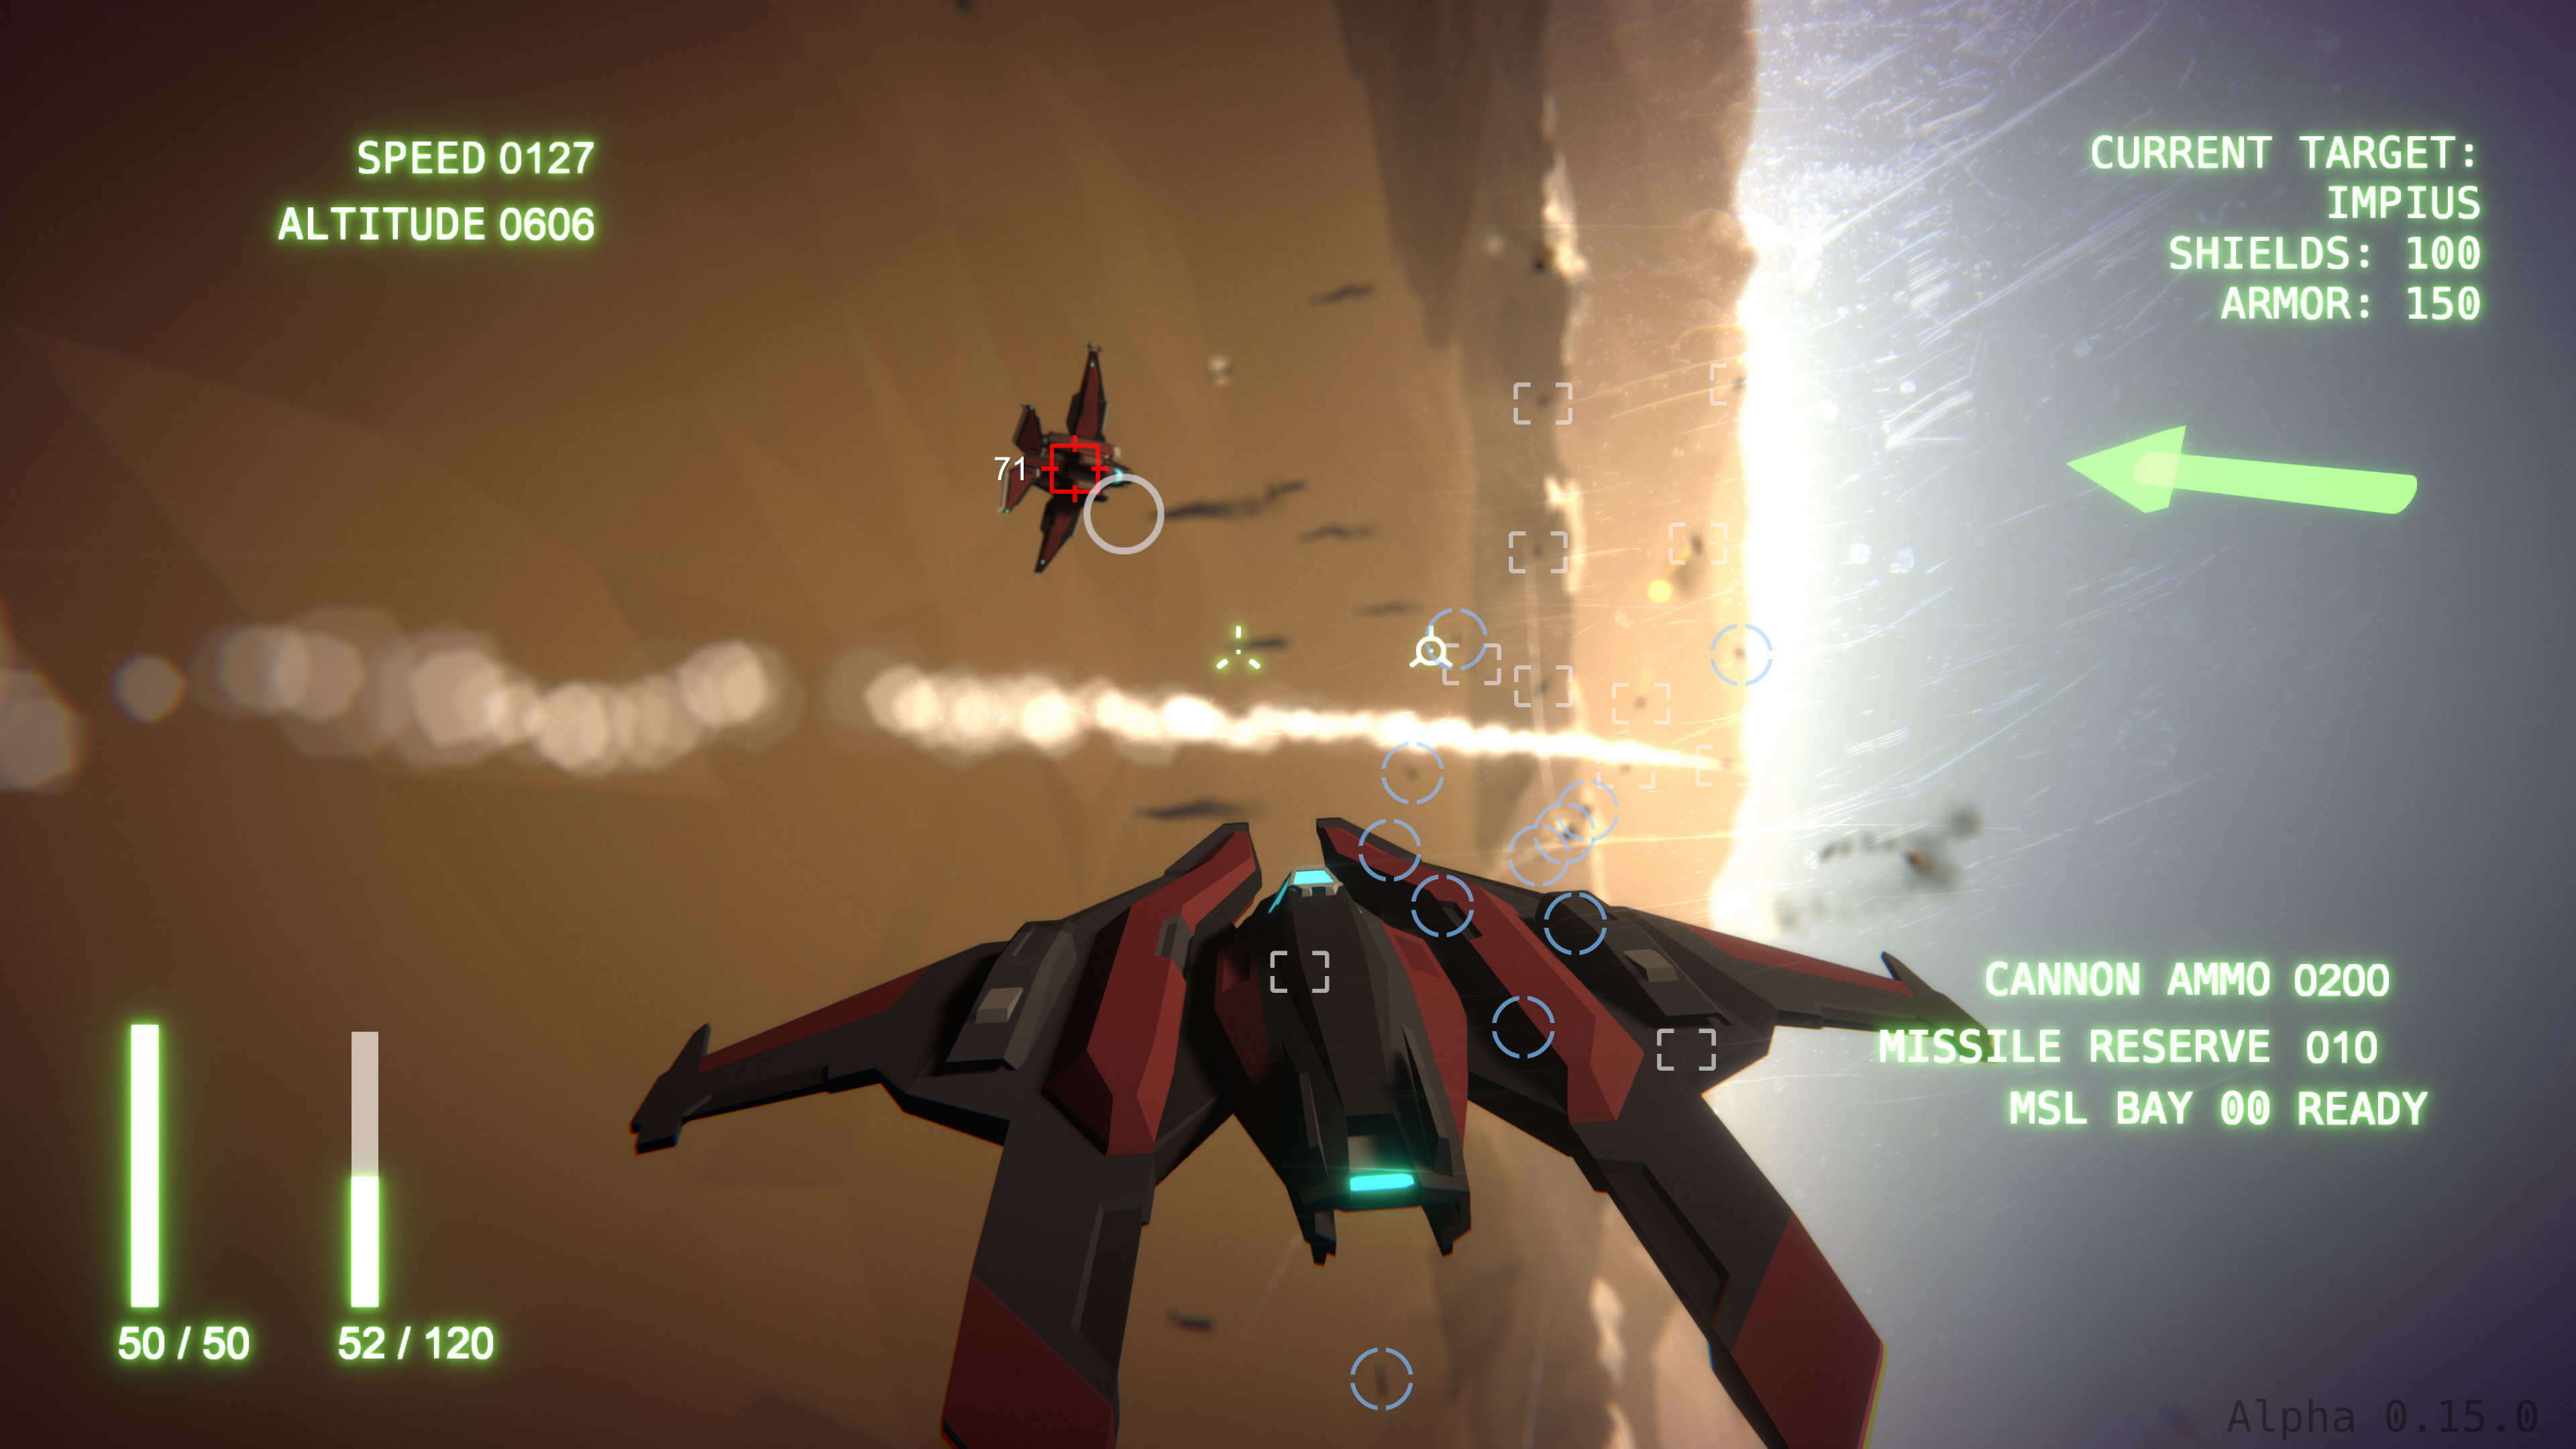 SPEED 0127
ALTITUDE 0606
CURRENT TARGET:
IMPIUS
SHIELDS: 100
ARMOR: 150
71
CANNON AMMO 0200
MISSILE RESERVE 010
MSL BAY 00 READY
50 / 50
52 / 120
Alpha 0.15.0